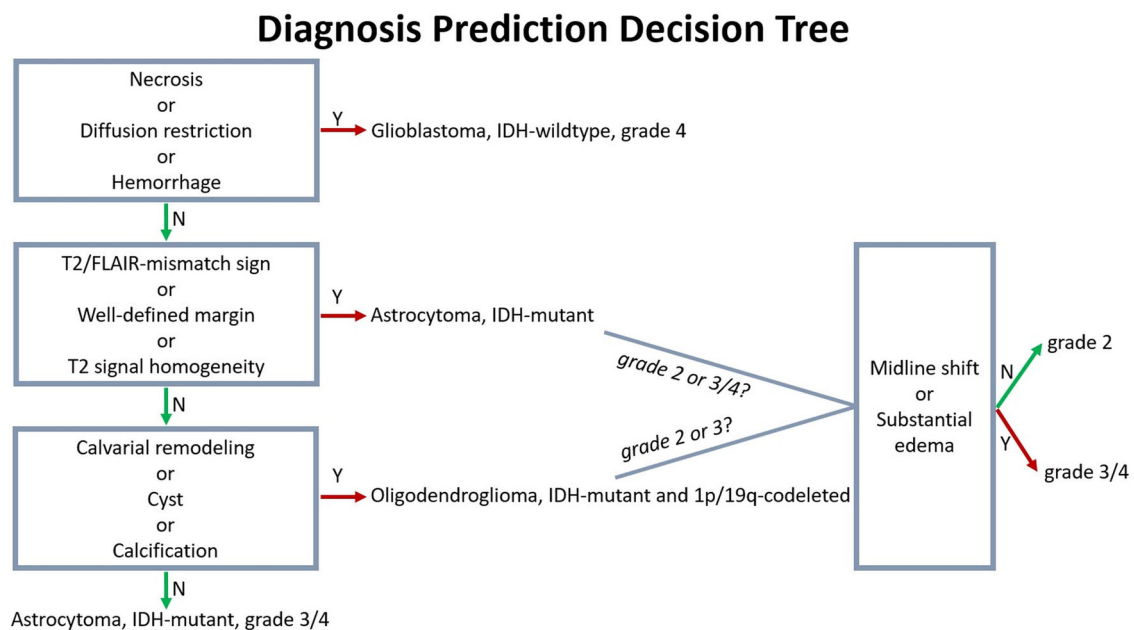 Diagnosis Prediction Decision Tree
Necrosis
or
Diffusion restriction
or
Hemorrhage
Y
Glioblastoma, IDH-wildtype, grade 4
N
T2/FLAIR-mismatch sign
or
Well-defined margin
or
T2 signal homogeneity
Y
Astrocytoma, IDH-mutant
N
Calvarial remodeling
or
Cyst
or
Calcification
Y
Oligodendroglioma, IDH-mutant and 1p/19q-codeleted
N
Astrocytoma, IDH-mutant, grade 3/4
grade 2 or 3/4?
grade 2 or 3?
Midline shift
or
Substantial
edema
N
grade 2
Y
grade 3/4